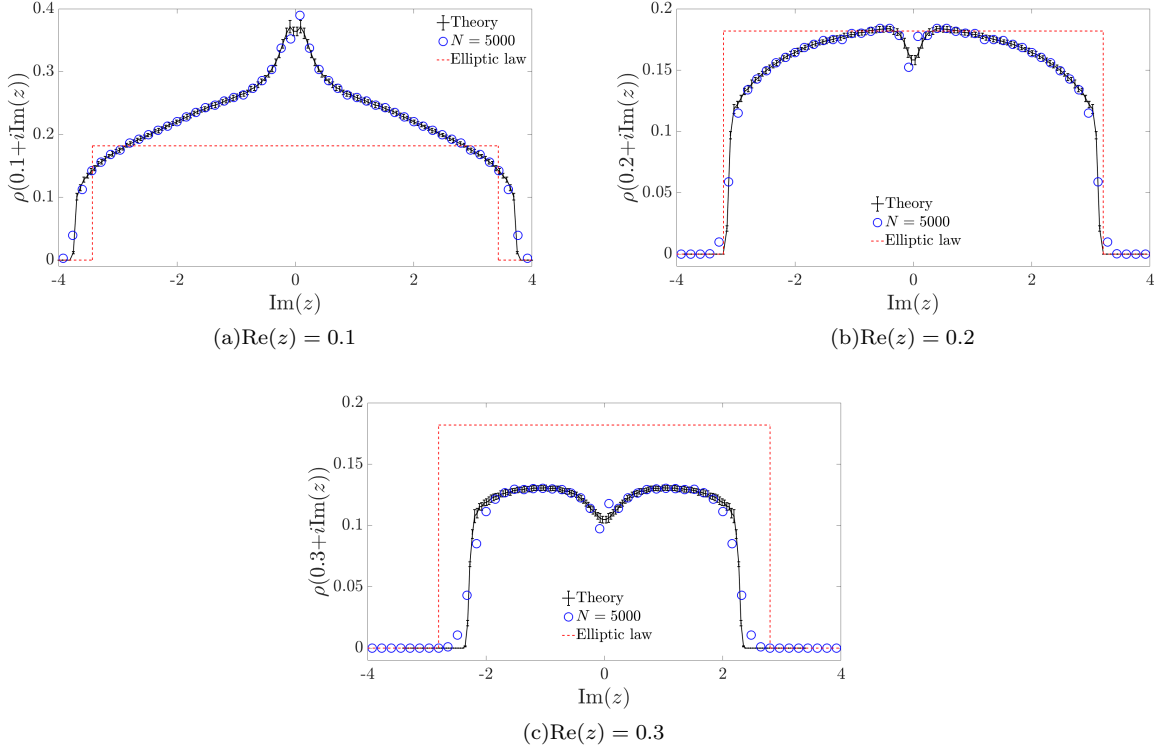 0.4
0.3
0.2
0.1
0
ρ(0.1+iIm(z))
Theory
N = 5000
Elliptic law
-4
-2
0
2
4
Im(z)
(a)Re(z) = 0.1
0.2
0.15
0.1
0.05
0
ρ(0.2+iIm(z))
Theory
N = 5000
Elliptic law
-4
-2
0
2
4
Im(z)
(b)Re(z) = 0.2
0.2
0.15
0.1
0.05
0
ρ(0.3+iIm(z))
Theory
N = 5000
Elliptic law
-4
-2
0
2
4
Im(z)
(c)Re(z) = 0.3